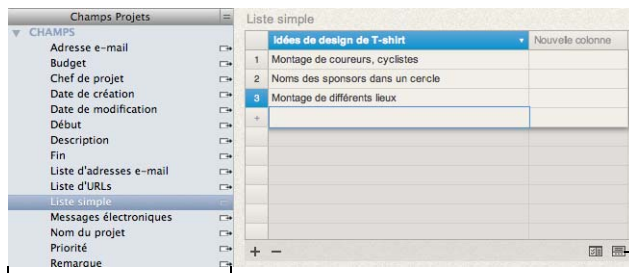 Champs Projets
CHAMPS
Adresse e-mail
Budget
Chef de projet
Date de création
Date de modification
Début
Description
Fin
Liste d'adresses e-mail
Liste d'URLs
Liste simple
Messages électroniques
Nom du projet
Priorité
Remarque
Liste simple
Idées de design de T-shirt
Nouvelle colonne
1 Montage de coureurs, cyclistes
2 Noms des sponsors dans un cercle
3 Montage de différents lieux
+
+ −